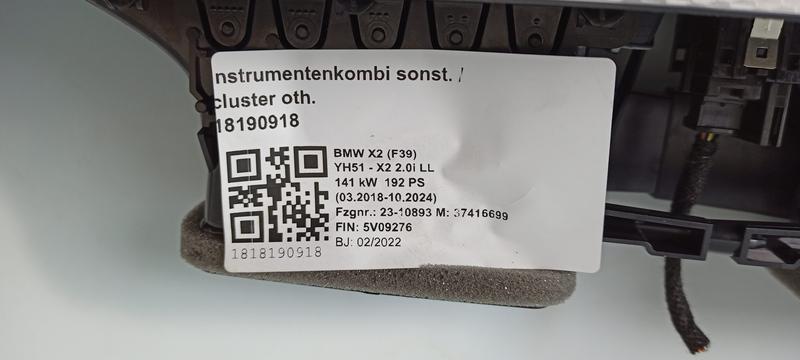 nstrumentenkombi sonst. /
cluster oth.
18190918
BMW X2 (F39)
YH51 - X2 2.0i LL
141 kW 192 PS
(03.2018-10.2024)
Fzgnr.: 23-10893 M: 37416699
FIN: 5V09276
BJ: 02/2022
1818190918